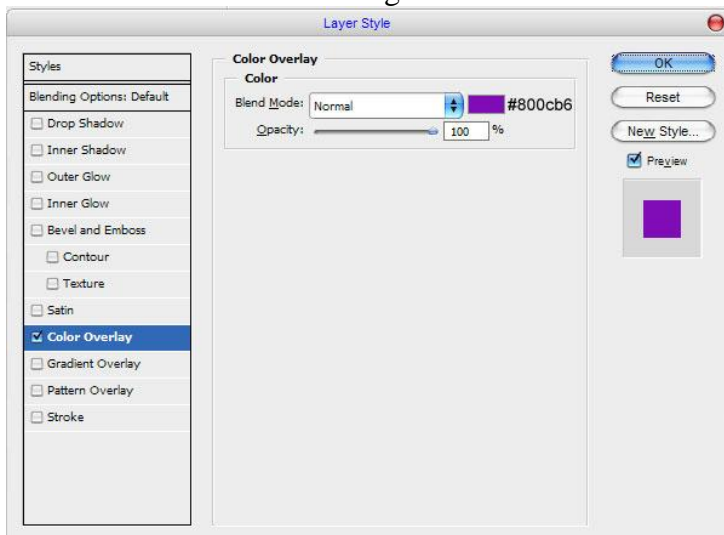 Layer Style
Styles
Blending Options: Default
Drop Shadow
Inner Shadow
Outer Glow
Inner Glow
Bevel and Emboss
Contour
Texture
Satin
Color Overlay
Gradient Overlay
Pattern Overlay
Stroke
Color Overlay
Color
Blend Mode: Normal #800cb6
Opacity: 100 %
OK
Reset
New Style...
Preview